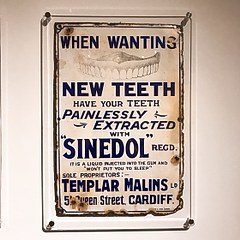 WHEN WANTING
NEW TEETH
HAVE YOUR TEETH
PAINLESSLY
EXTRACTED
WITH
"SINEDOL" REGD.
IT IS A LIQUID INJECTED INTO THE GUM AND
"WON'T PUT YOU TO SLEEP"
SOLE PROPRIETORS:-
TEMPLAR MALINS LD
Queen Street, CARDIFF.